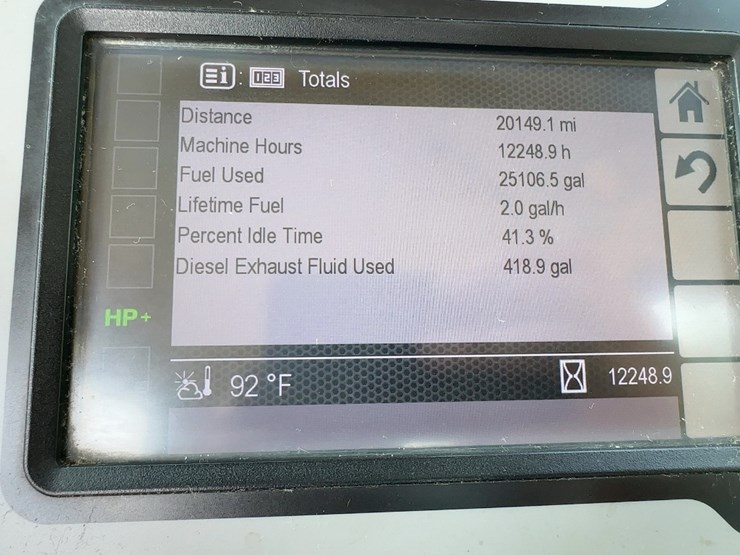 123 Totals
Distance 20149.1 mi
Machine Hours 12248.9 h
Fuel Used 25106.5 gal
Lifetime Fuel 2.0 gal/h
Percent Idle Time 41.3 %
Diesel Exhaust Fluid Used 418.9 gal
HP+
92 °F 12248.9